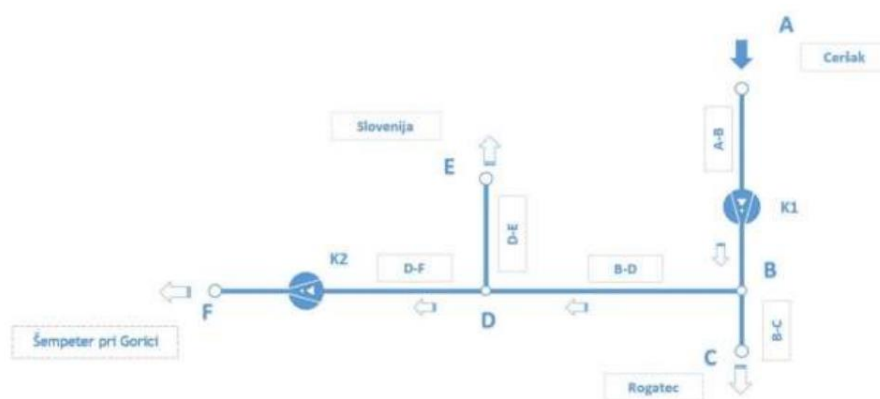 A
Ceršak
Slovenija
A-B
E
K1
D-E
K2
D-F
B-D
B
F
D
Šempeter pri Gorici
C
B-C
Rogatec